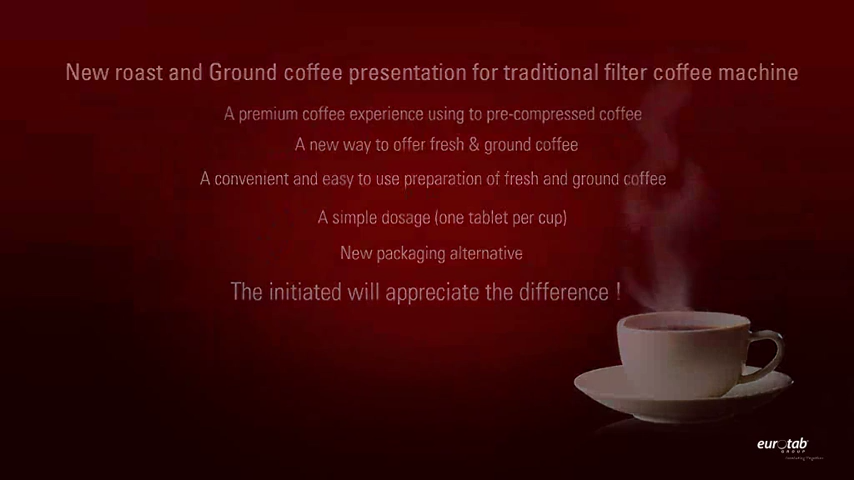 New roast and Ground coffee presentation for traditional filter coffee machine
A premium coffee experience using to pre-compressed coffee
A new way to offer fresh & ground coffee
A convenient and easy to use preparation of fresh and ground coffee
A simple dosage (one tablet per cup)
New packaging alternative
The initiated will appreciate the difference !
eurotab
GROUP